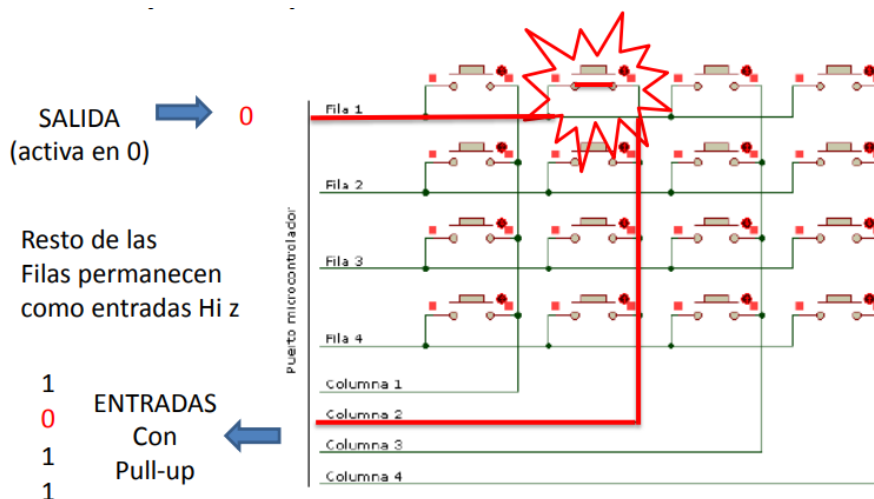 SALIDA
(activa en 0)
0
Resto de las
Filas permanecen
como entradas Hi z
1
0
1
1
ENTRADAS
Con
Pull-up
Puerto microcontrolador
Fila 1
Fila 2
Fila 3
Fila 4
Columna 1
Columna 2
Columna 3
Columna 4